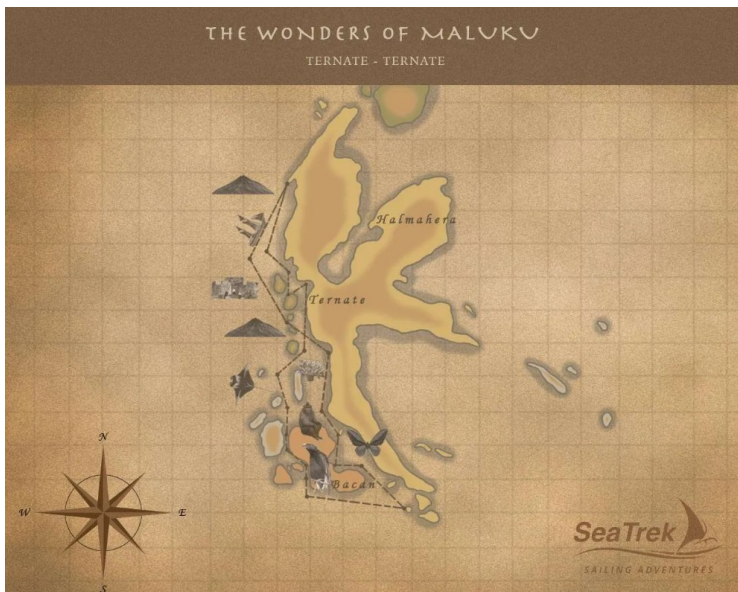 THE WONDERS OF MALUKU
TERNATE - TERNATE
Halmahera
Ternate
Bacan
N
W
E
S
SeaTrek
SAILING ADVENTURES